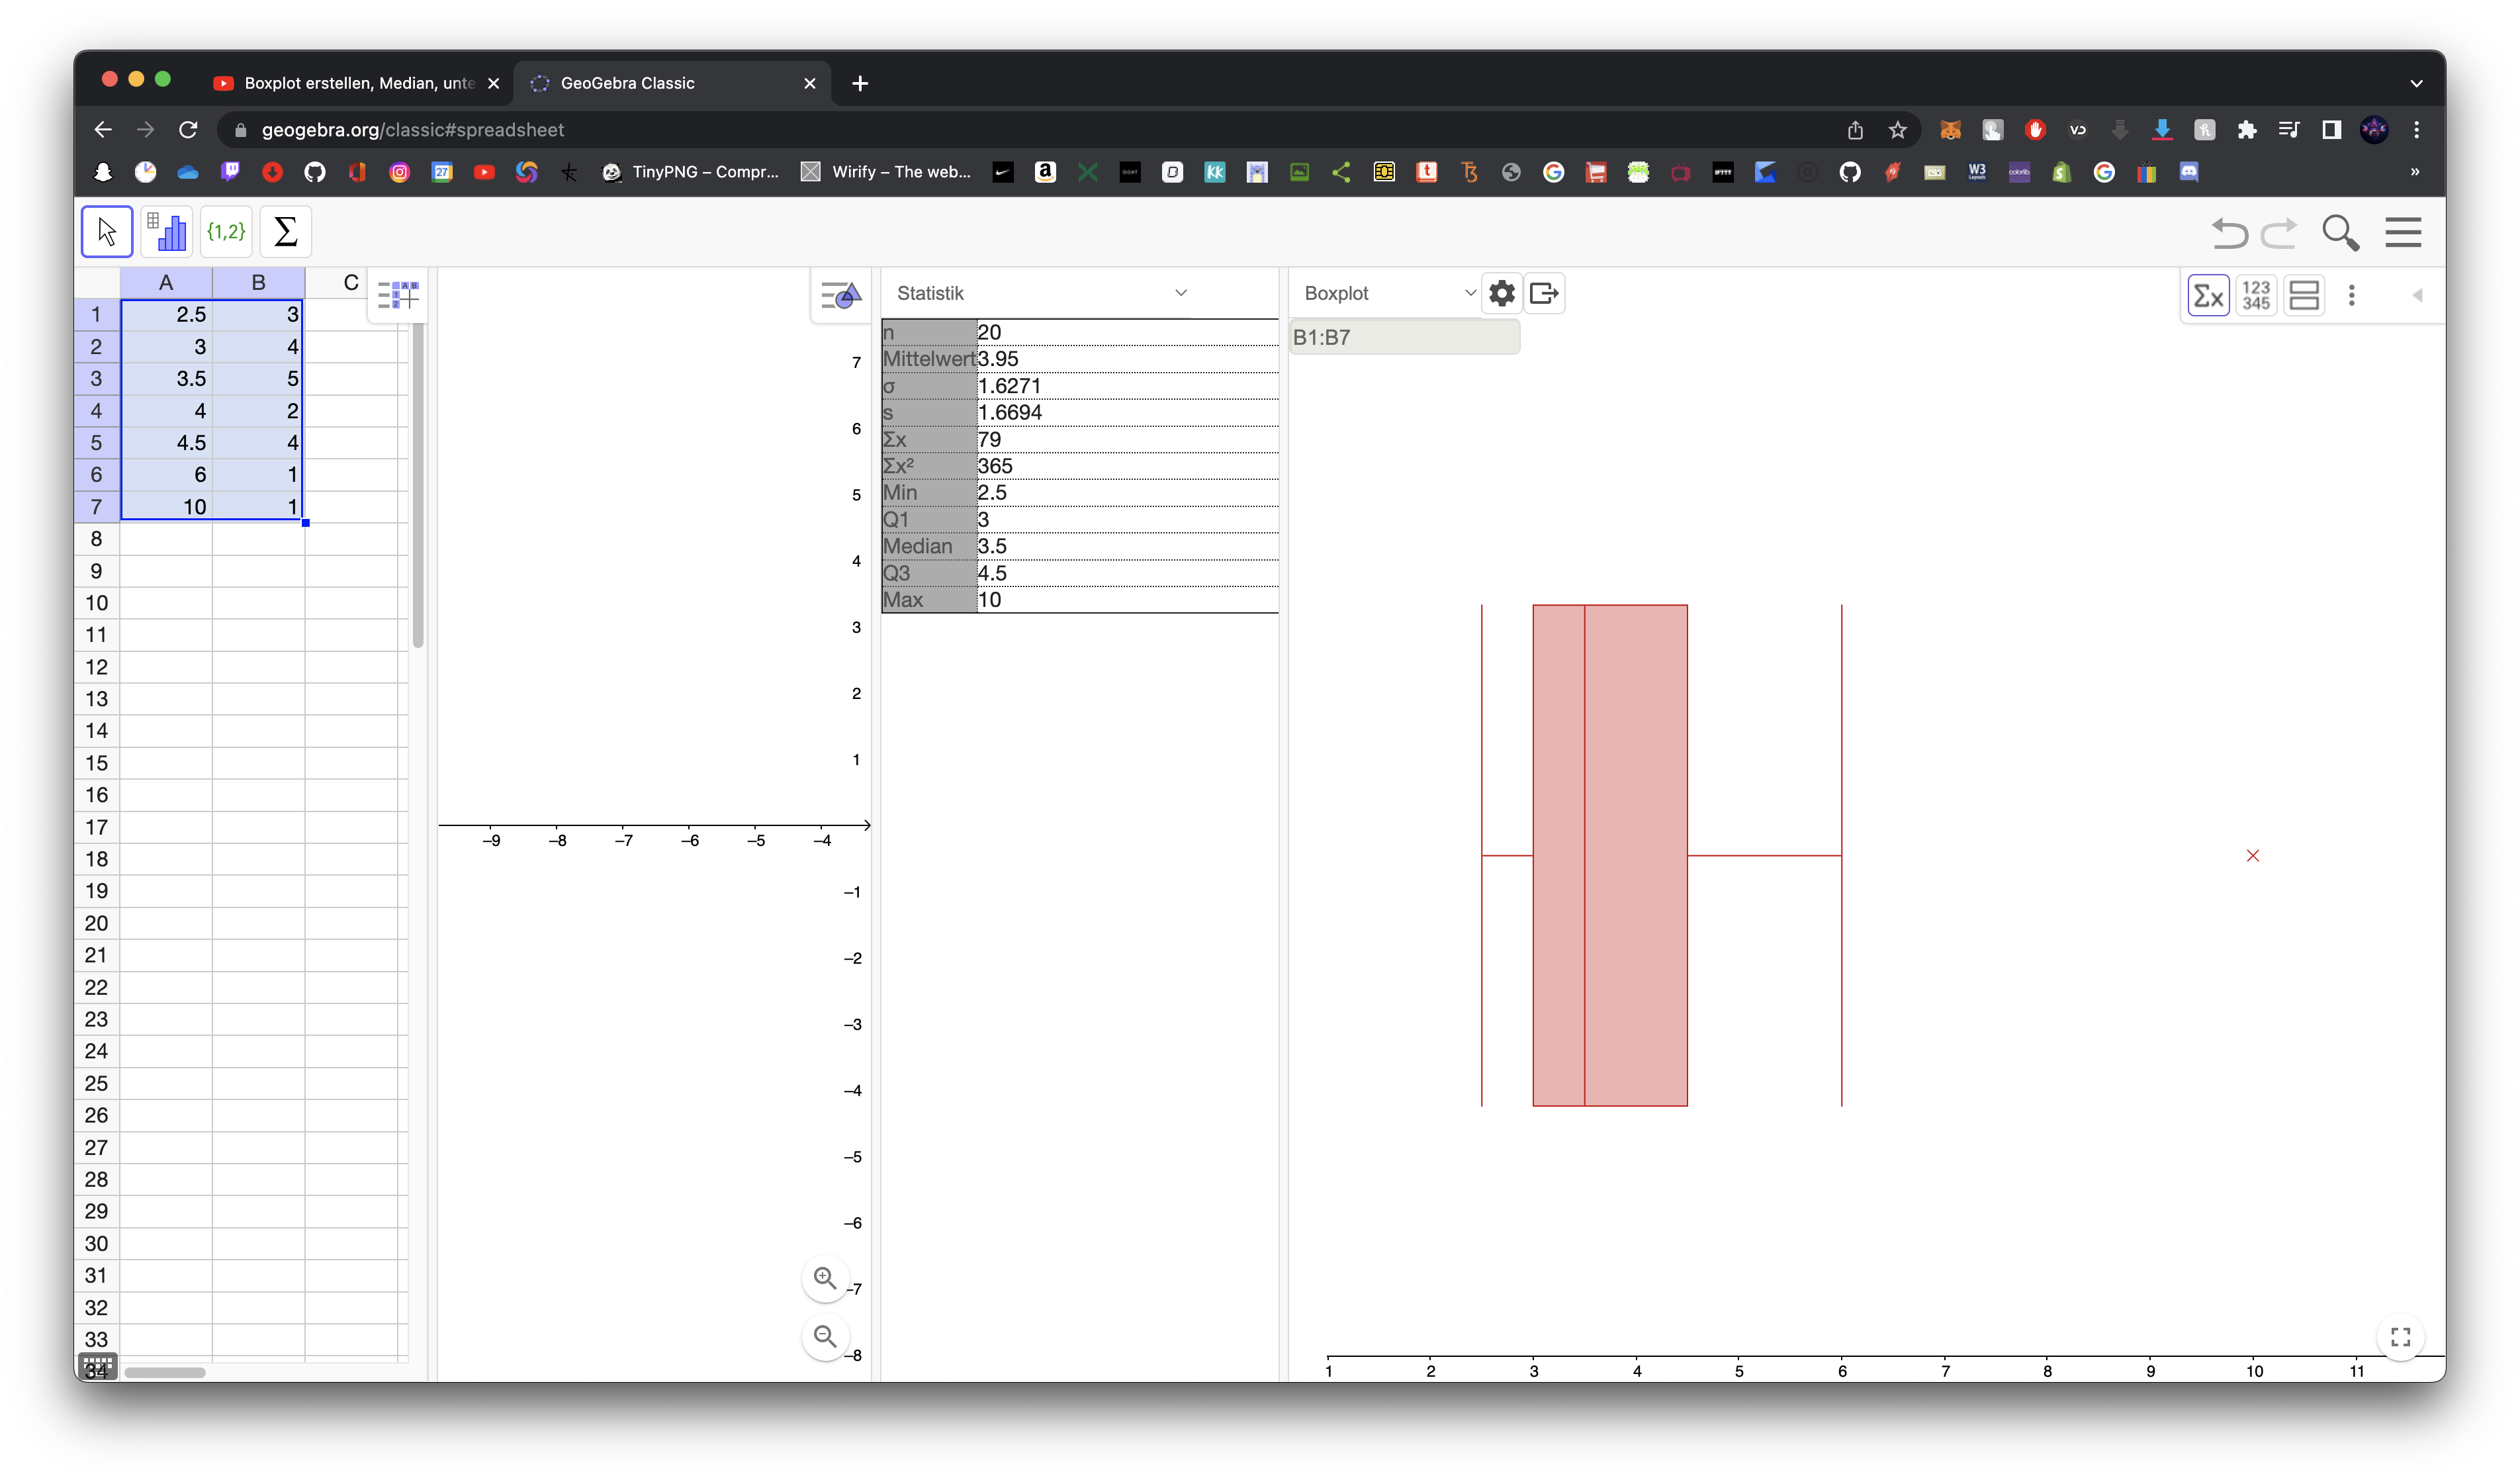 Boxplot erstellen, Median, unte
GeoGebra Classic
geogebra.org/classic#spreadsheet
TinyPNG – Compr...
Wirify – The web...
{1,2}
Σ
A B C
1 2.5 3
2 3 4
3 3.5 5
4 4 2
5 4.5 4
6 6 1
7 10 1
8
9
10
11
12
13
14
15
16
17
18
19
20
21
22
23
24
25
26
27
28
29
30
31
32
33
34
7
6
5
4
3
2
1
–9 –8 –7 –6 –5 –4
–1
–2
–3
–4
–5
–6
–7
–8
Statistik
n 20
Mittelwert 3.95
σ 1.6271
s 1.6694
Σx 79
Σx² 365
Min 2.5
Q1 3
Median 3.5
Q3 4.5
Max 10
Boxplot
Σx
123
345
B1:B7
1 2 3 4 5 6 7 8 9 10 11